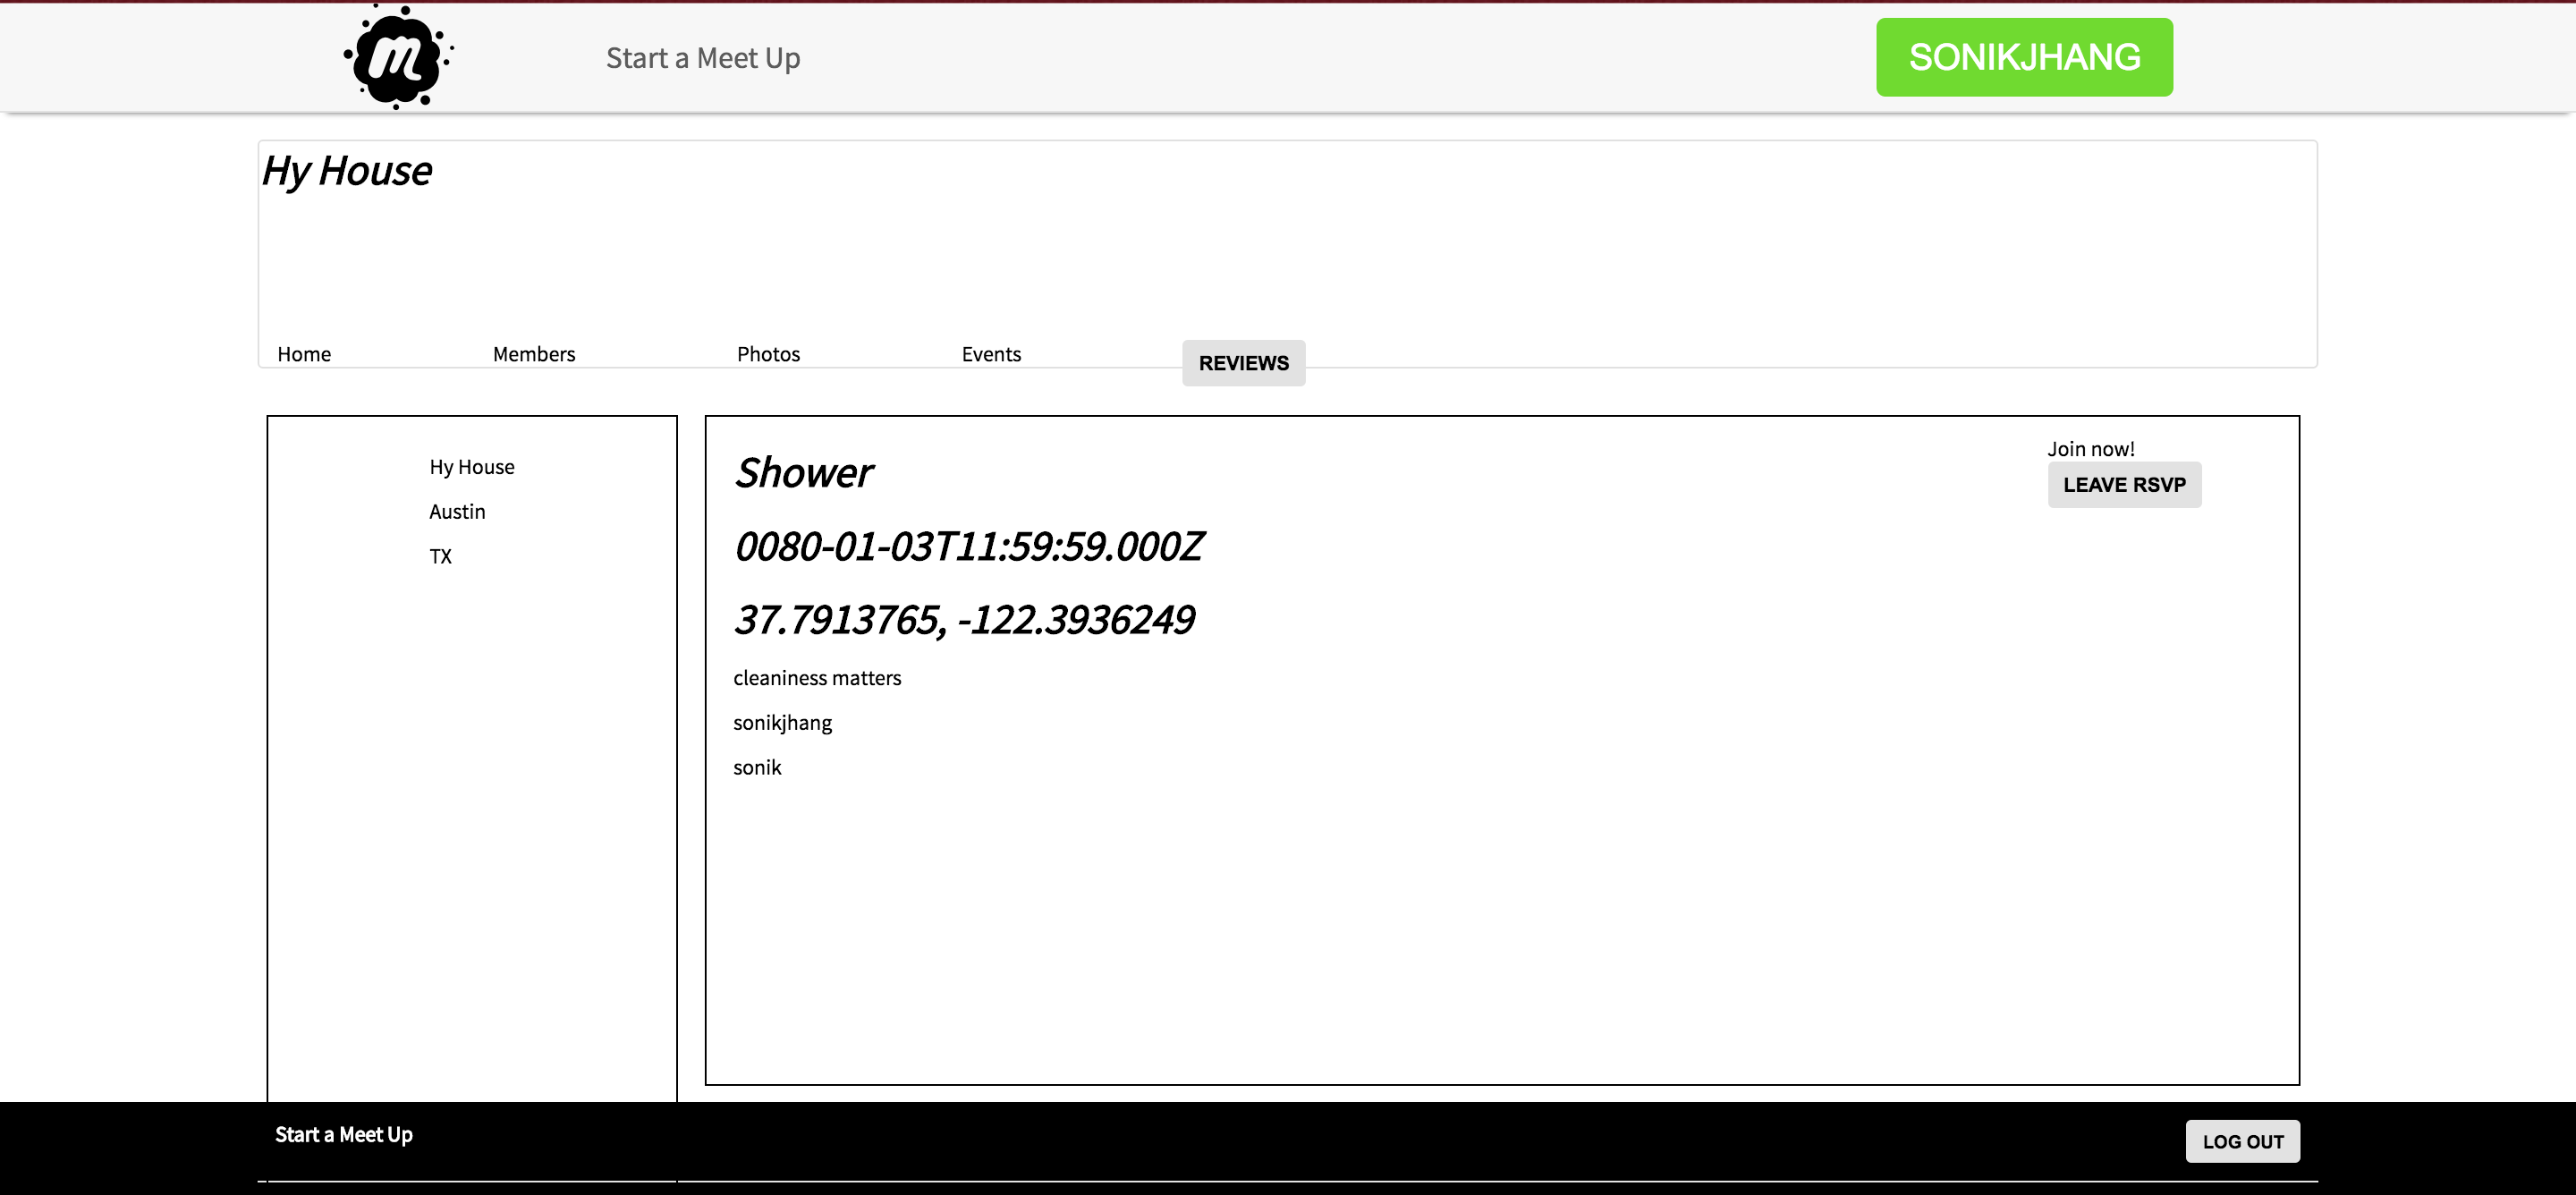 m
Start a Meet Up
SONIKJHANG
Hy House
Home
Members
Photos
Events
REVIEWS
Hy House
Austin
TX
Shower
0080-01-03T11:59:59.000Z
37.7913765, -122.3936249
cleaniness matters
sonikjhang
sonik
Join now!
LEAVE RSVP
Start a Meet Up
LOG OUT